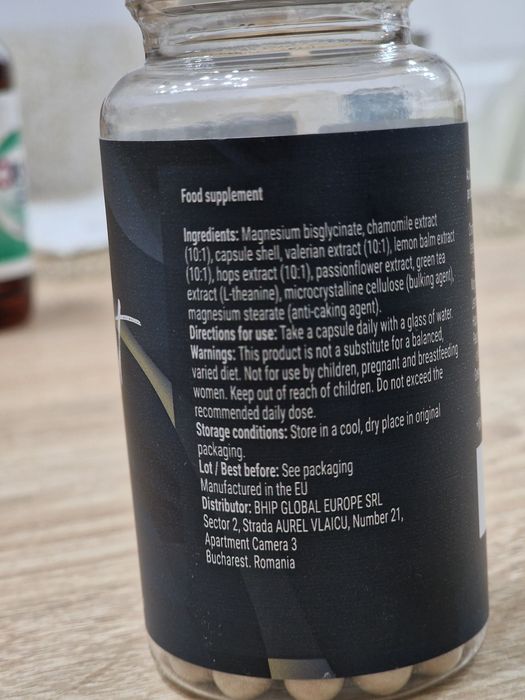 Food supplement
Ingredients: Magnesium bisglycinate, chamomile extract
(10:1), capsule shell, valerian extract (10:1), lemon balm extract
(10:1), hops extract (10:1), passionflower extract, green tea
extract (L-theanine), microcrystalline cellulose (bulking agent),
magnesium stearate (anti-caking agent).
Directions for use: Take a capsule daily with a glass of water.
Warnings: This product is not a substitute for a balanced,
varied diet. Not for use by children, pregnant and breastfeeding
women. Keep out of reach of children. Do not exceed the
recommended daily dose.
Storage conditions: Store in a cool, dry place in original
packaging.
Lot / Best before: See packaging
Manufactured in the EU
Distributor: BHIP GLOBAL EUROPE SRL
Sector 2, Strada AUREL VLAICU, Number 21,
Apartment Camera 3
Bucharest. Romania